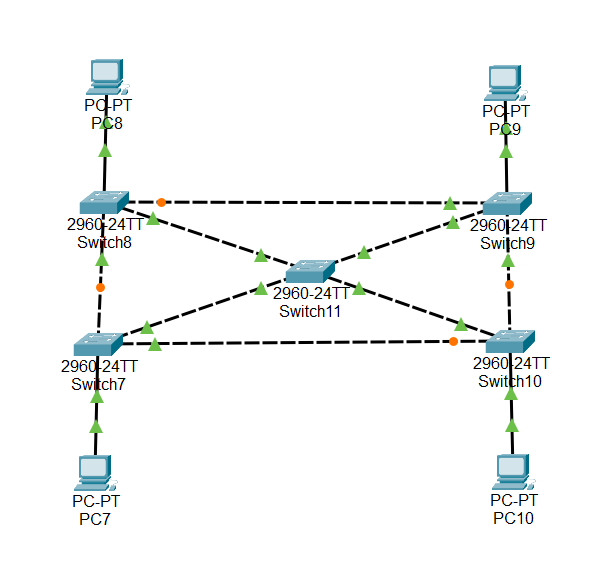 PC-PT
PC8
PC-PT
PC9
2960-24TT
Switch8
2960-24TT
Switch9
2960-24TT
Switch11
2960-24TT
Switch7
2960-24TT
Switch10
PC-PT
PC7
PC-PT
PC10